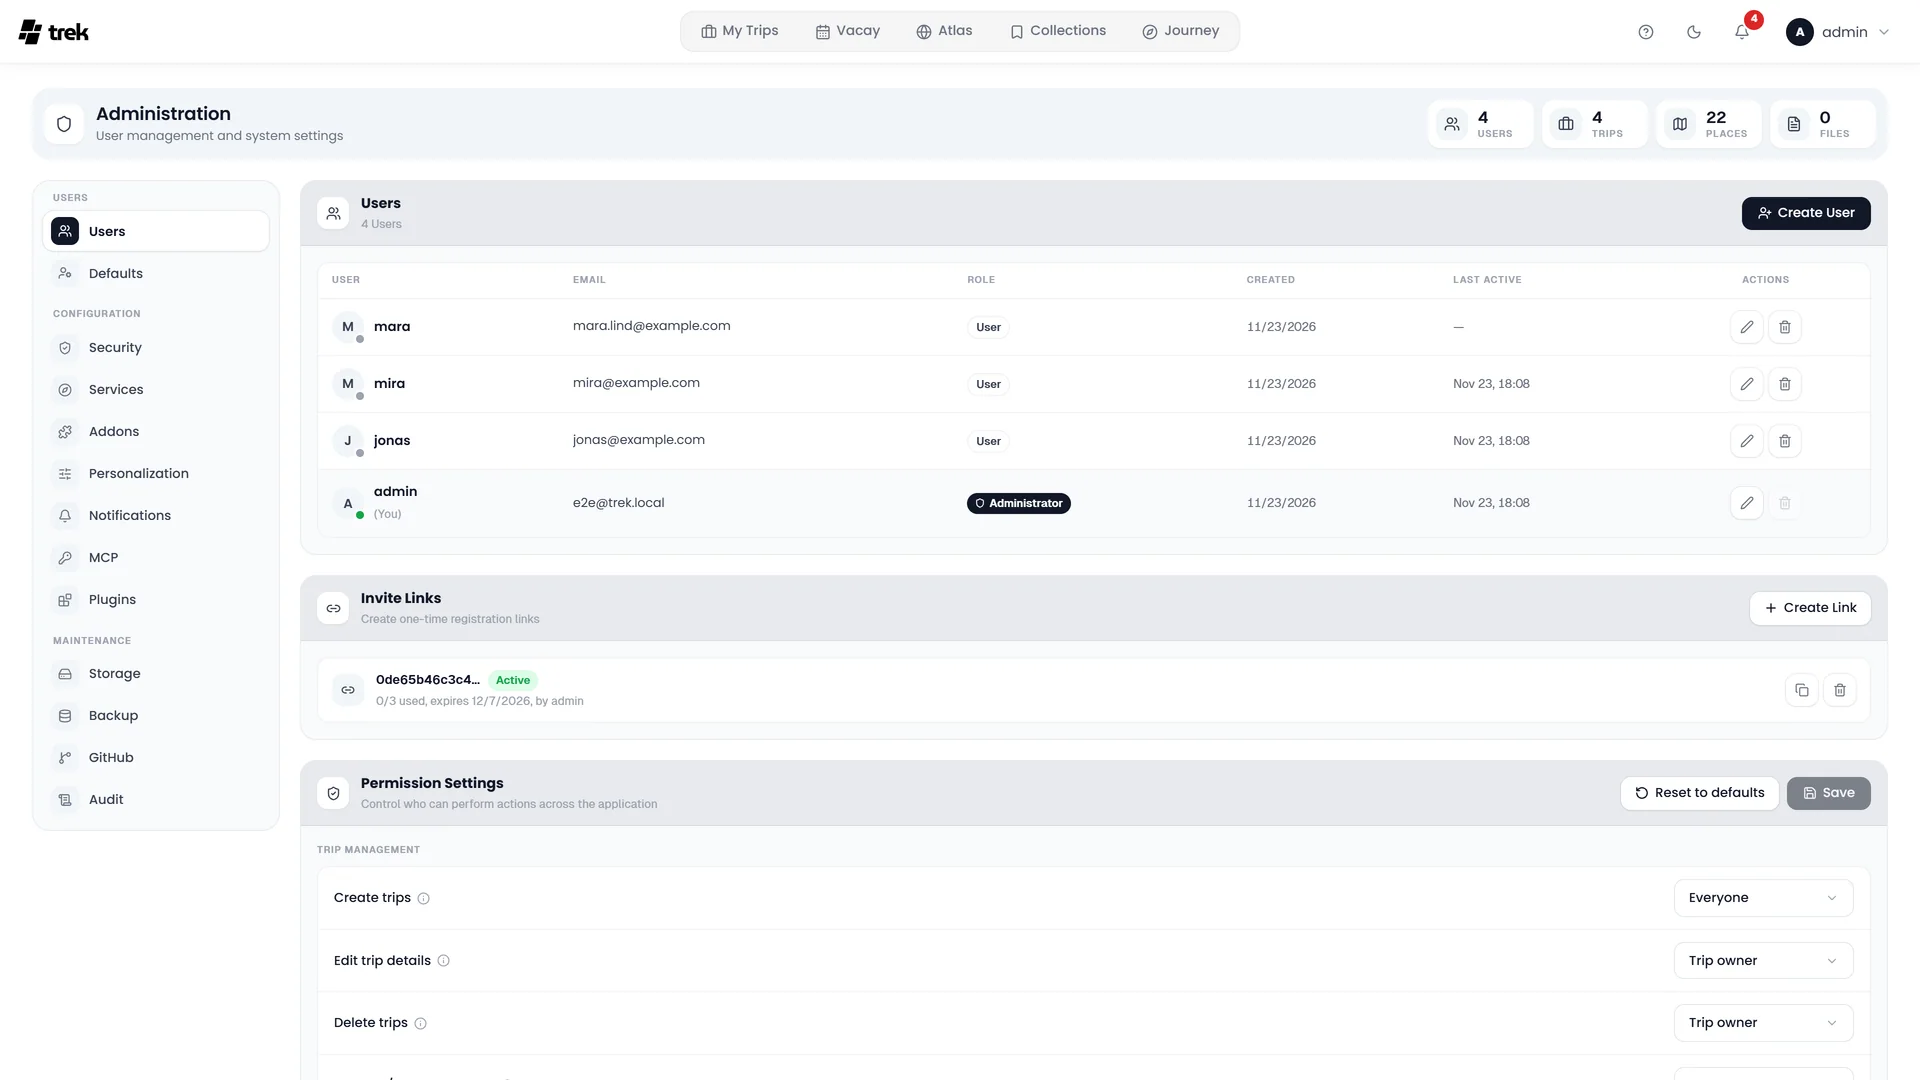 trek
My Trips
Vacay
Atlas
Collections
Journey
4
A
admin
Administration
User management and system settings
4
USERS
4
TRIPS
22
PLACES
0
FILES
USERS
Users
Defaults
CONFIGURATION
Security
Services
Addons
Personalization
Notifications
MCP
Plugins
MAINTENANCE
Storage
Backup
GitHub
Audit
Users
4 Users
Create User
USER EMAIL ROLE CREATED LAST ACTIVE ACTIONS
M mara mara.lind@example.com User 11/23/2026 —
M mira mira@example.com User 11/23/2026 Nov 23, 18:08
J jonas jonas@example.com User 11/23/2026 Nov 23, 18:08
A admin (You) e2e@trek.local Administrator 11/23/2026 Nov 23, 18:08
Invite Links
Create one-time registration links
Create Link
0de65b46c3c4... Active
0/3 used, expires 12/7/2026, by admin
Permission Settings
Control who can perform actions across the application
Reset to defaults
Save
TRIP MANAGEMENT
Create trips Everyone
Edit trip details Trip owner
Delete trips Trip owner